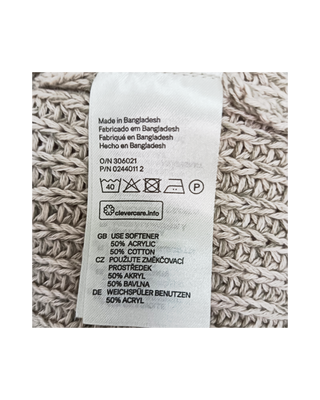 Made in Bangladesh
Fabricado em Bangladesh
Fabriqué en Bangladesh
Hecho en Bangladesh
O/N 306021
P/N 0244011 2
40 P
clevercare.info
GB USE SOFTENER
50% ACRYLIC
50% COTTON
CZ POUŽIJTE ZMĚKČOVACÍ
PROSTŘEDEK
50% AKRYL
50% BAVLNA
DE WEICHSPÜLER BENUTZEN
50% ACRYL